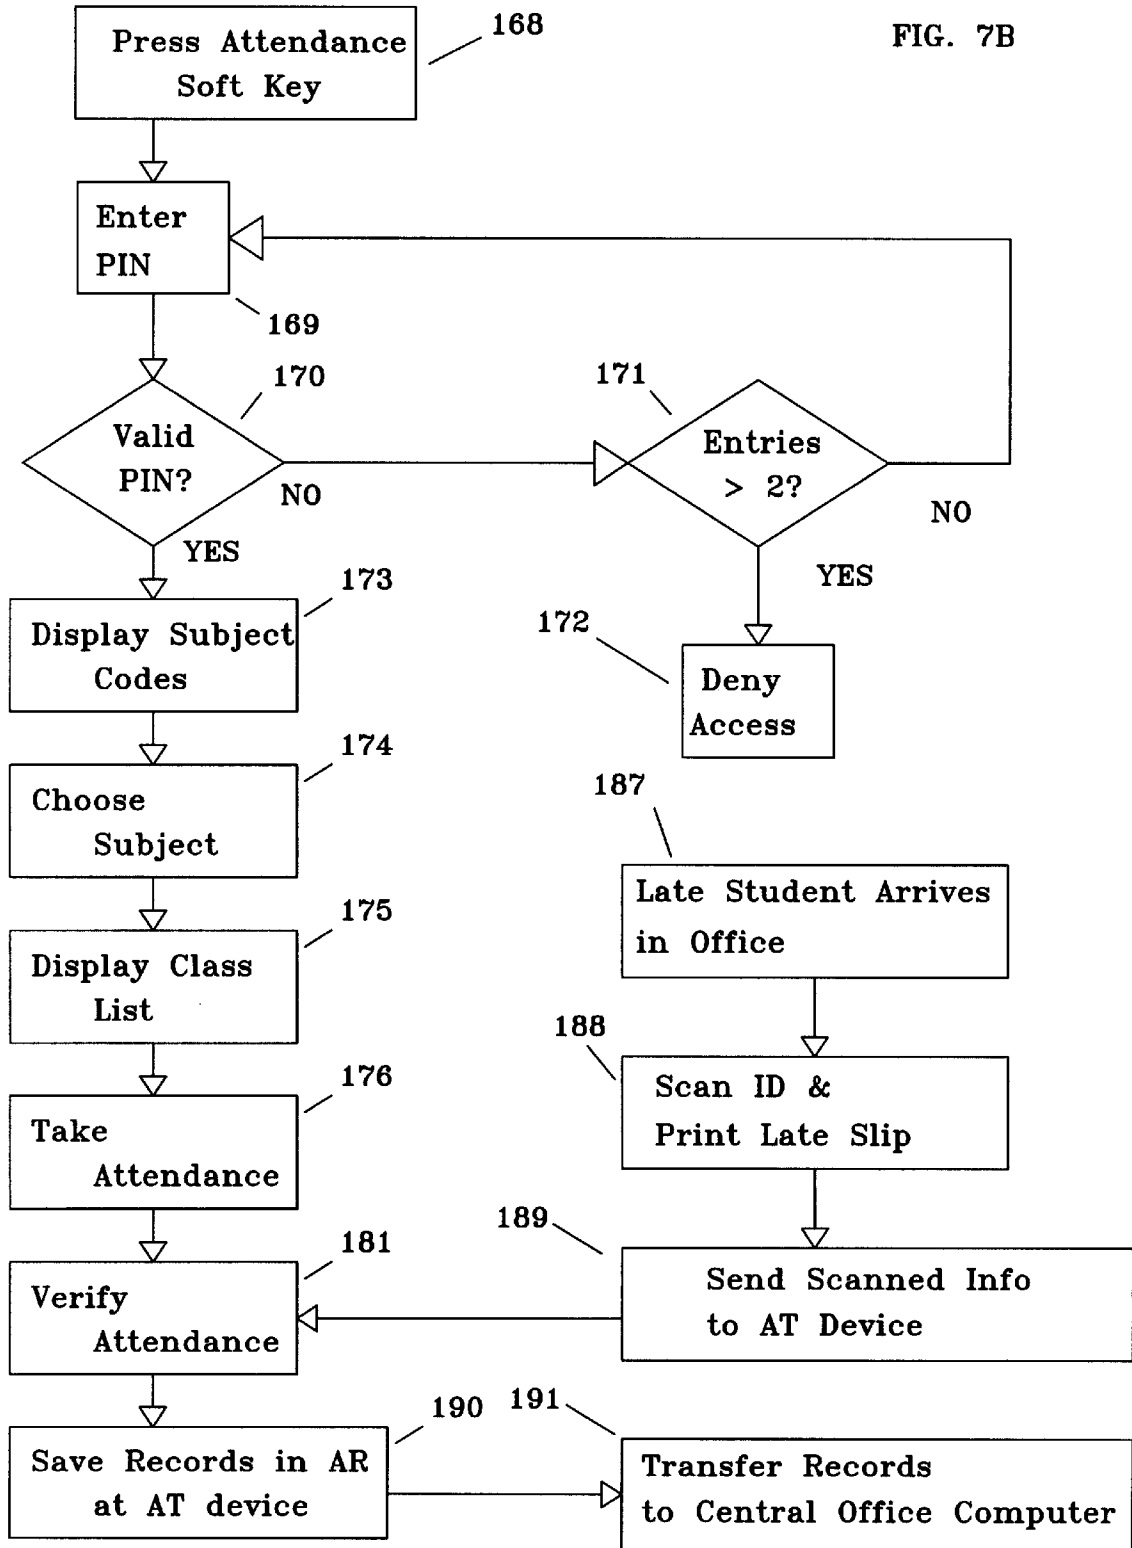 FIG. 7B
Press Attendance
Soft Key
168
Enter
PIN
169
Valid
PIN?
170
NO
YES
171
Entries
> 2?
NO
YES
172
Deny
Access
173
Display Subject
Codes
174
Choose
Subject
175
Display Class
List
176
Take
Attendance
181
Verify
Attendance
187
Late Student Arrives
in Office
188
Scan ID &
Print Late Slip
189
Send Scanned Info
to AT Device
190
Save Records in AR
at AT device
191
Transfer Records
to Central Office Computer